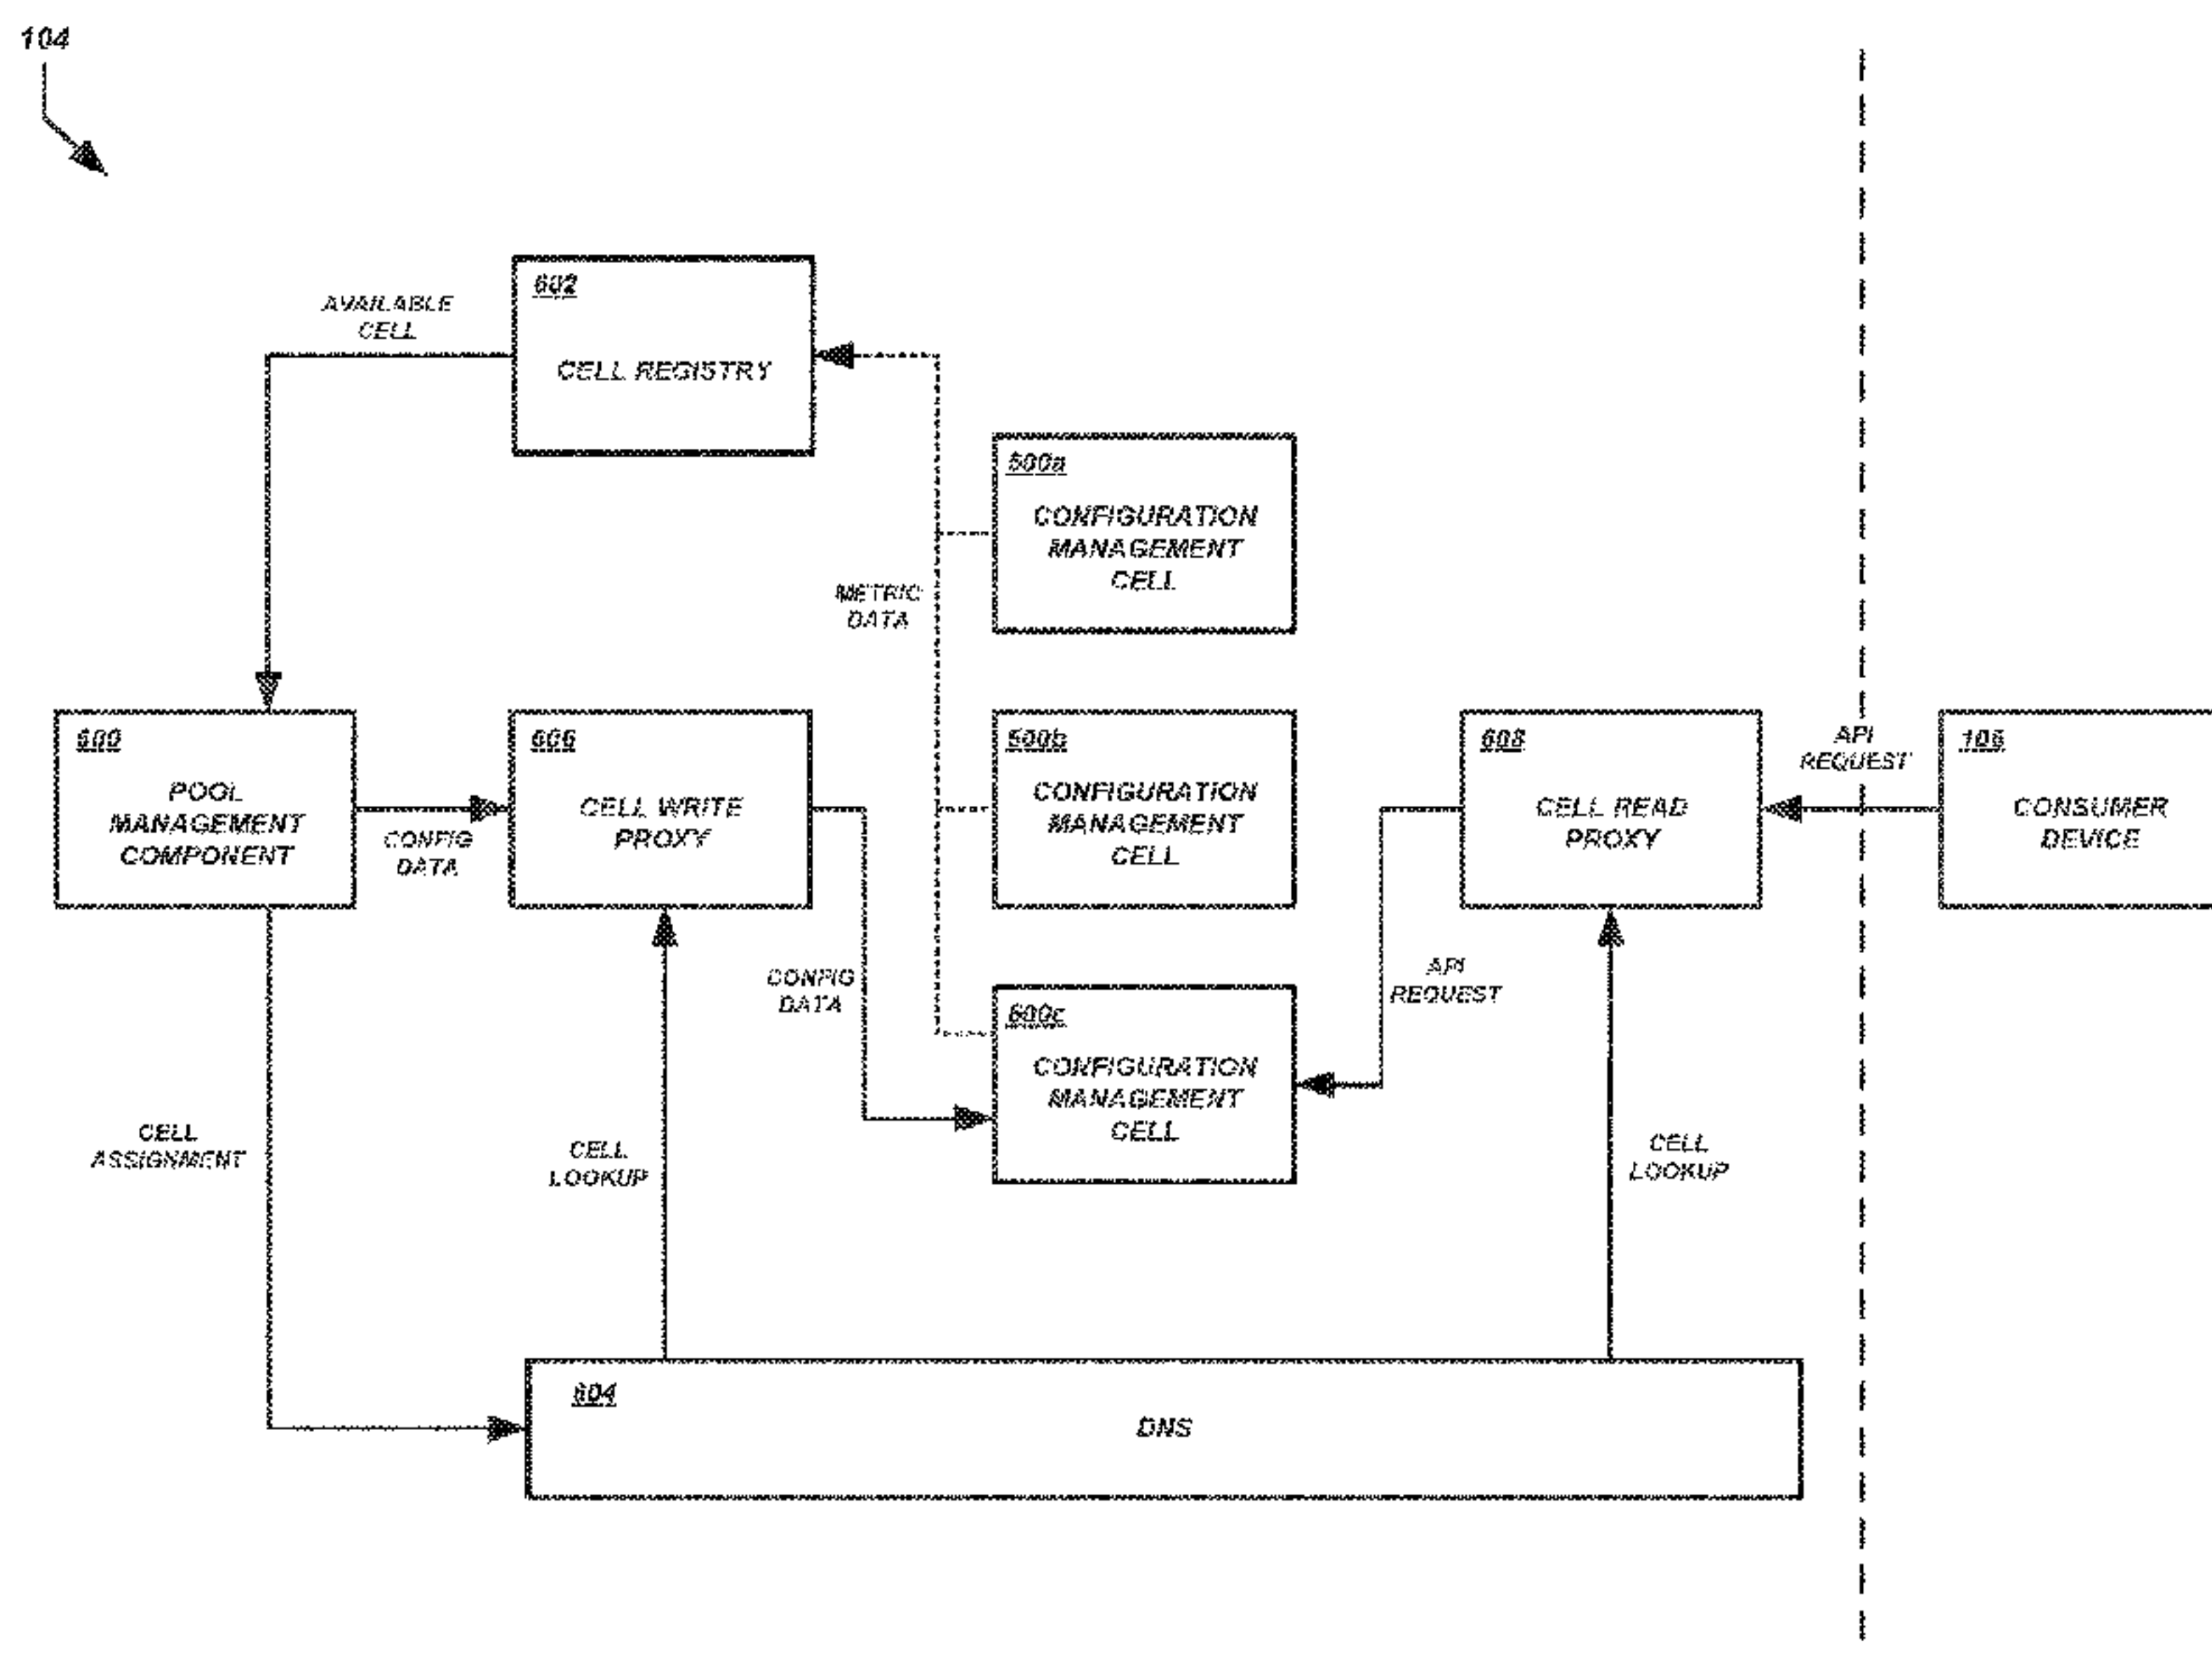 104
602
AVAILABLE
CELL
CELL REGISTRY
500a
CONFIGURATION
MANAGEMENT
CELL
METRIC
DATA
600
POOL
MANAGEMENT
COMPONENT
CONFIG
DATA
606
CELL WRITE
PROXY
500b
CONFIGURATION
MANAGEMENT
CELL
608
CELL READ
PROXY
API
REQUEST
106
CONSUMER
DEVICE
CONFIG
DATA
500c
CONFIGURATION
MANAGEMENT
CELL
API
REQUEST
CELL
ASSIGNMENT
CELL
LOOKUP
CELL
LOOKUP
604
DNS